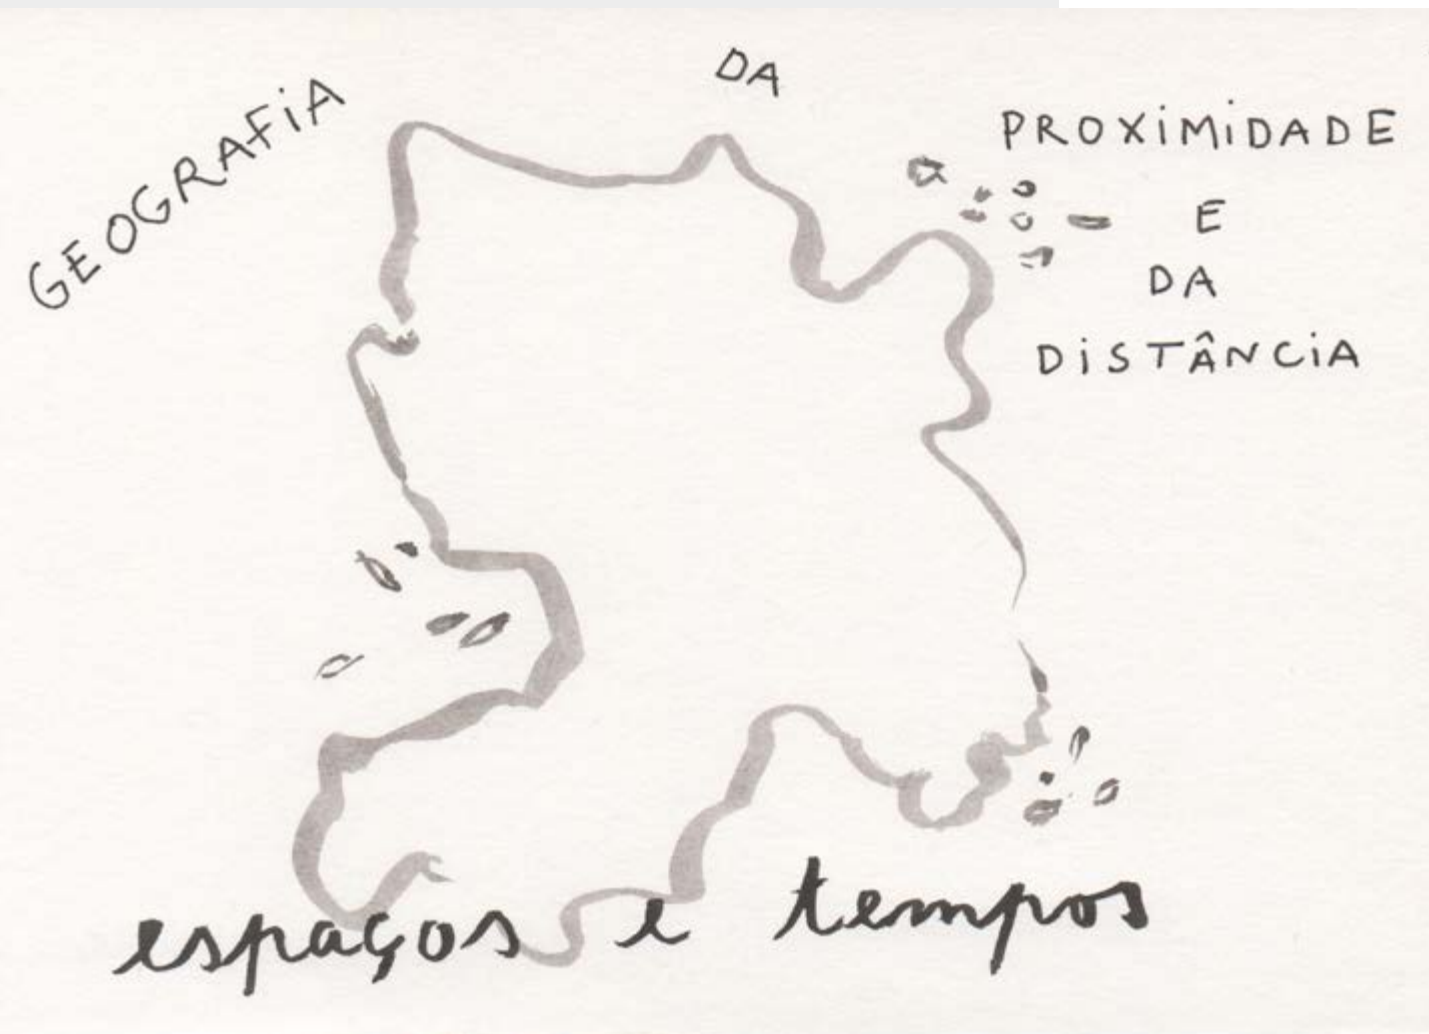 GEOGRAFiA
DA
PROXiMiDADE
E
DA
DiSTÂNCiA
espaços e tempos